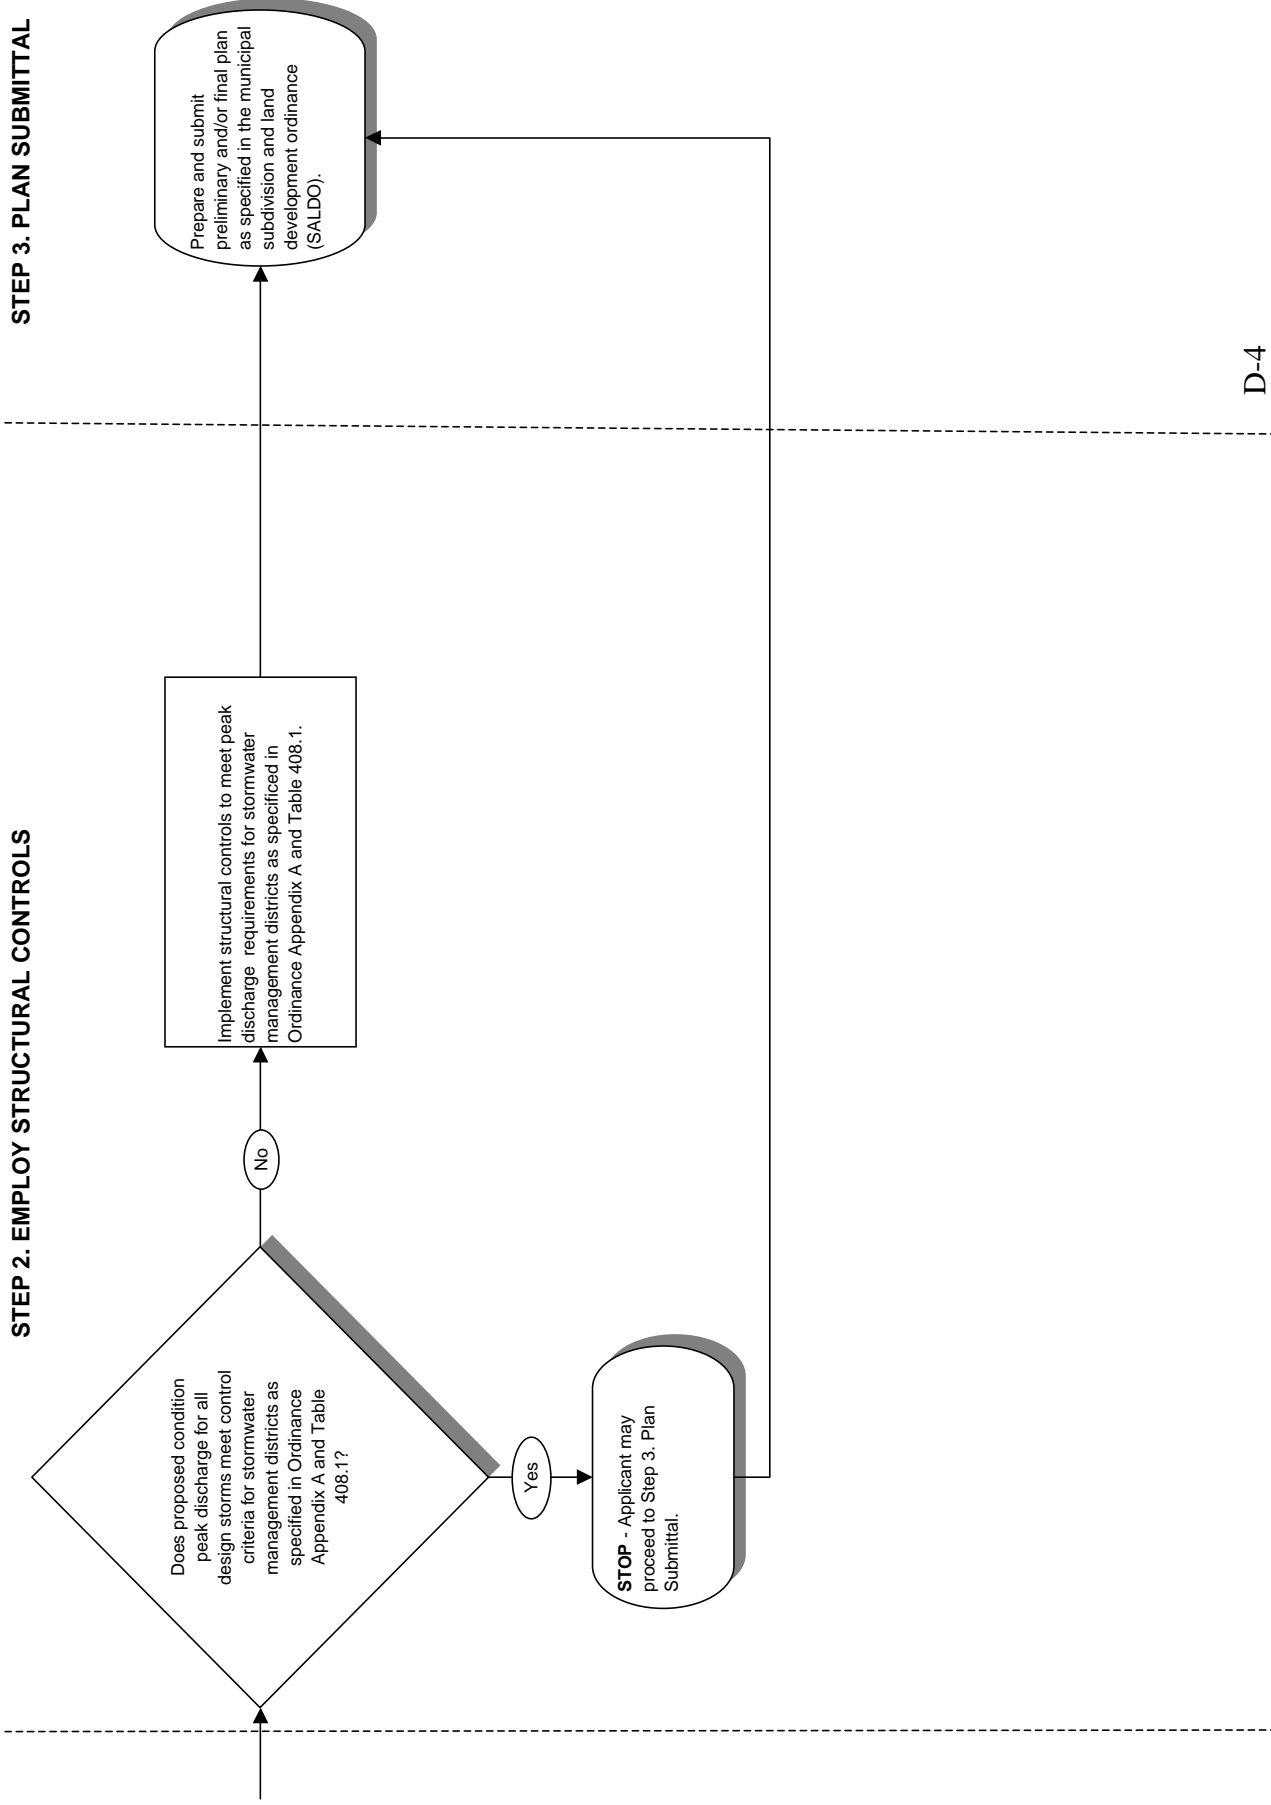 STEP 2. EMPLOY STRUCTURAL CONTROLS
STEP 3. PLAN SUBMITTAL
Does proposed condition
peak discharge for all
design storms meet control
criteria for stormwater
management districts as
specified in Ordinance
Appendix A and Table
408.1?
No
Implement structural controls to meet peak
discharge requirements for stormwater
management districts as specificed in
Ordinance Appendix A and Table 408.1.
Prepare and submit
preliminary and/or final plan
as specified in the municipal
subdivision and land
development ordinance
(SALDO).
Yes
STOP - Applicant may
proceed to Step 3. Plan
Submittal.
D-4